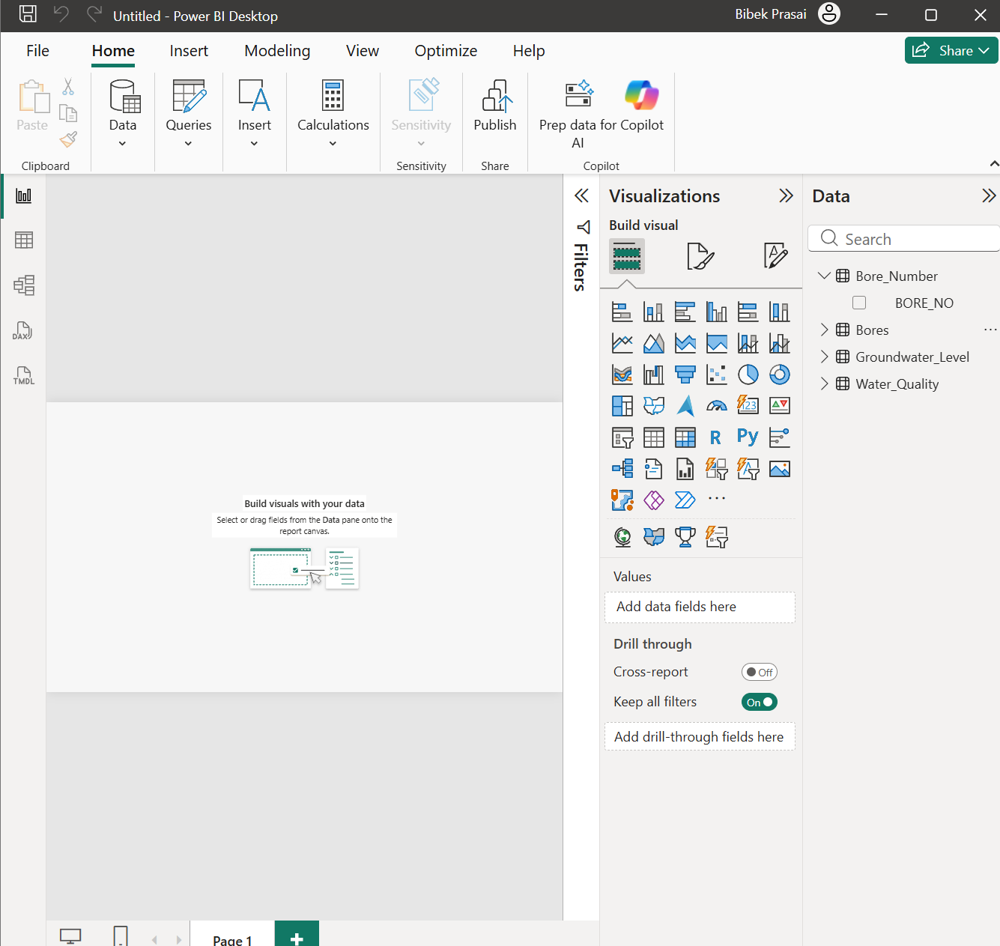 Untitled - Power BI Desktop
Bibek Prasai
File
Home
Insert
Modeling
View
Optimize
Help
Share
Paste
Data
Queries
Insert
Calculations
Sensitivity
Publish
Prep data for
AI
Copilot
Clipboard
Sensitivity
Share
Copilot
DAX
TMDL
Build visuals with your data
Select or drag fields from the Data pane onto the
report canvas.
Filters
Visualizations
Build visual
123
R
Py
Values
Add data fields here
Drill through
Cross-report
Off
Keep all filters
On
Add drill-through fields here
Data
Search
Bore_Number
BORE_NO
Bores
Groundwater_Level
Water_Quality
Page 1